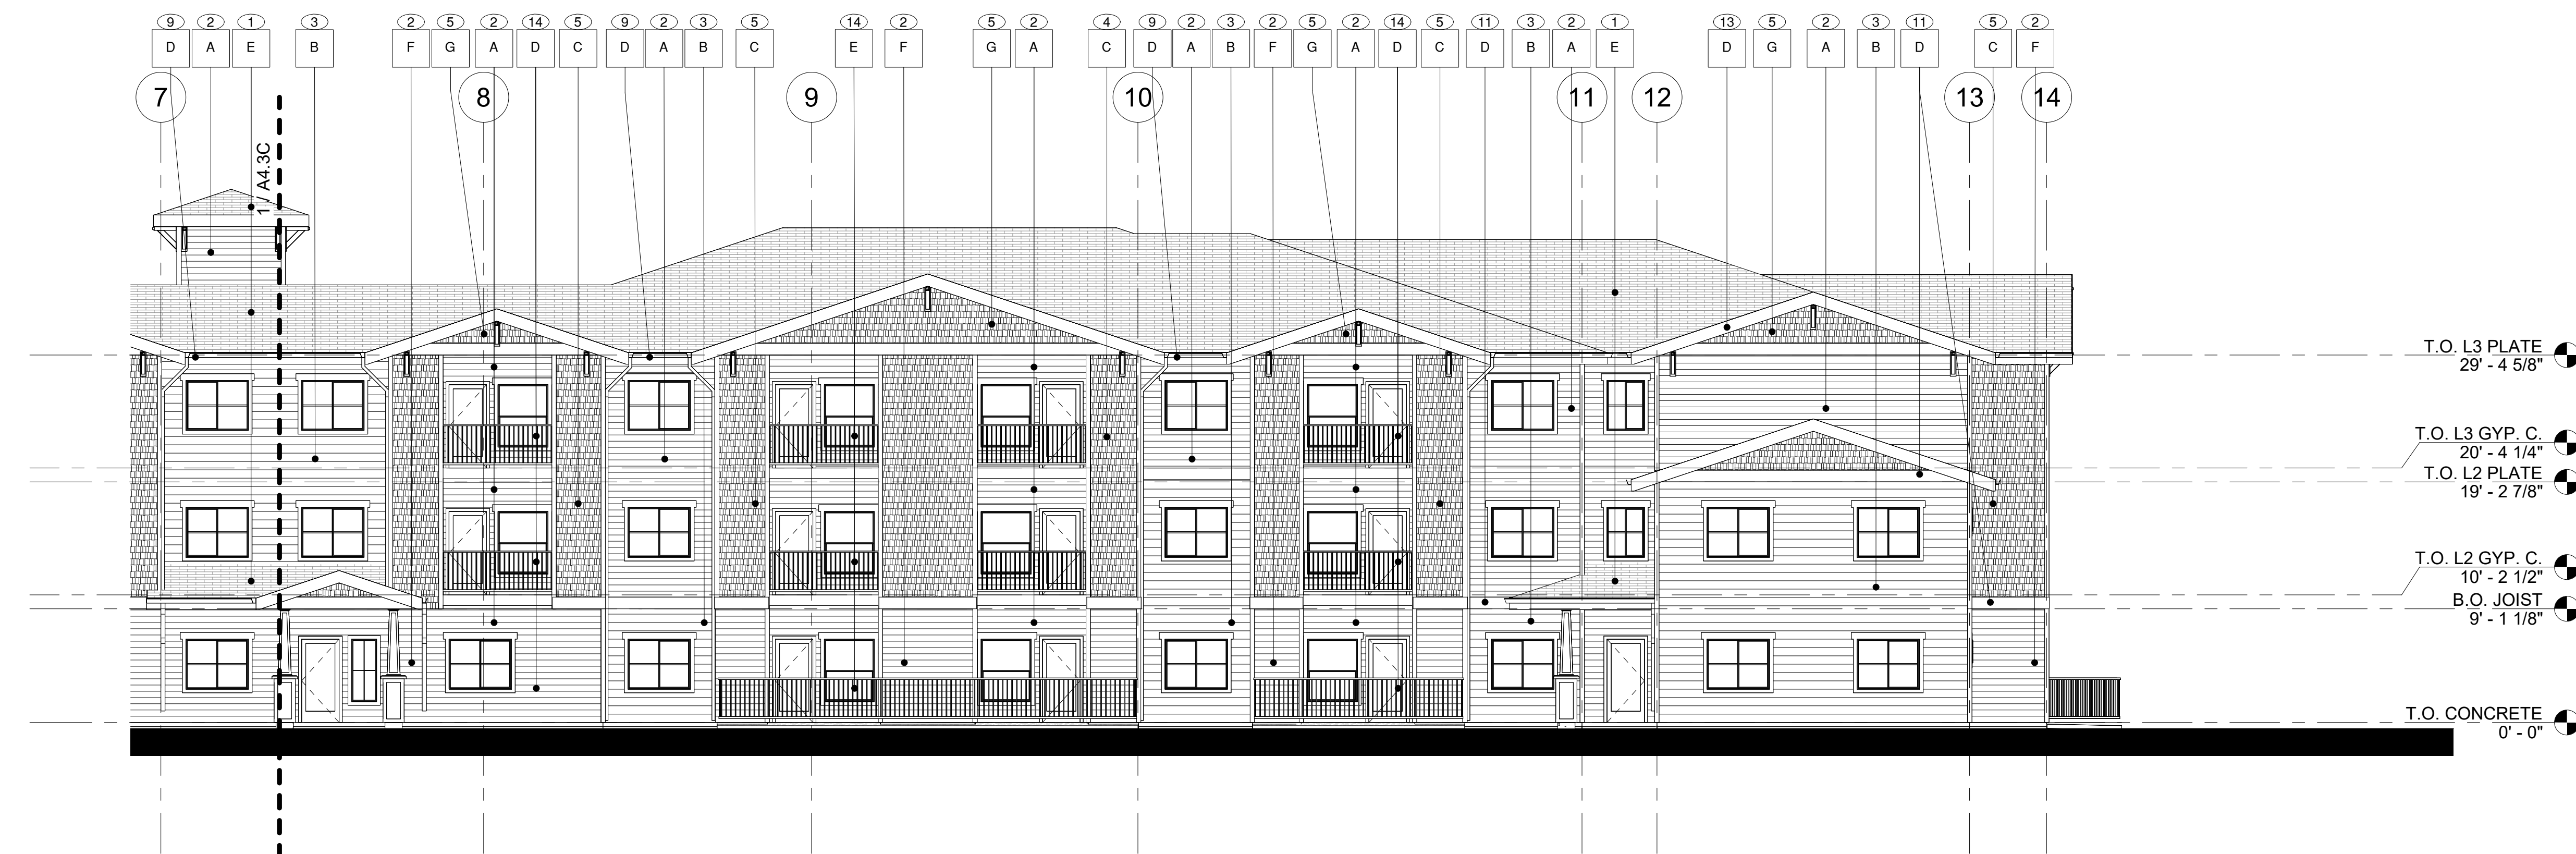 9 2 1 3 2 5 2 14 5 9 2 3 5 14 2 5 2 4 9 2 3 2 5 2 14 5 11 3 2 1 13 5 2 3 11 5 2
D A E B F G A D C D A B C E F G A C D A B F G A D C D B A E D G A B D C F
7 8 9 10 11 12 13 14
1 / A4.3C
T.O. L3 PLATE
29' - 4 5/8"
T.O. L3 GYP. C.
20' - 4 1/4"
T.O. L2 PLATE
19' - 2 7/8"
T.O. L2 GYP. C.
10' - 2 1/2"
B.O. JOIST
9' - 1 1/8"
T.O. CONCRETE
0' - 0"